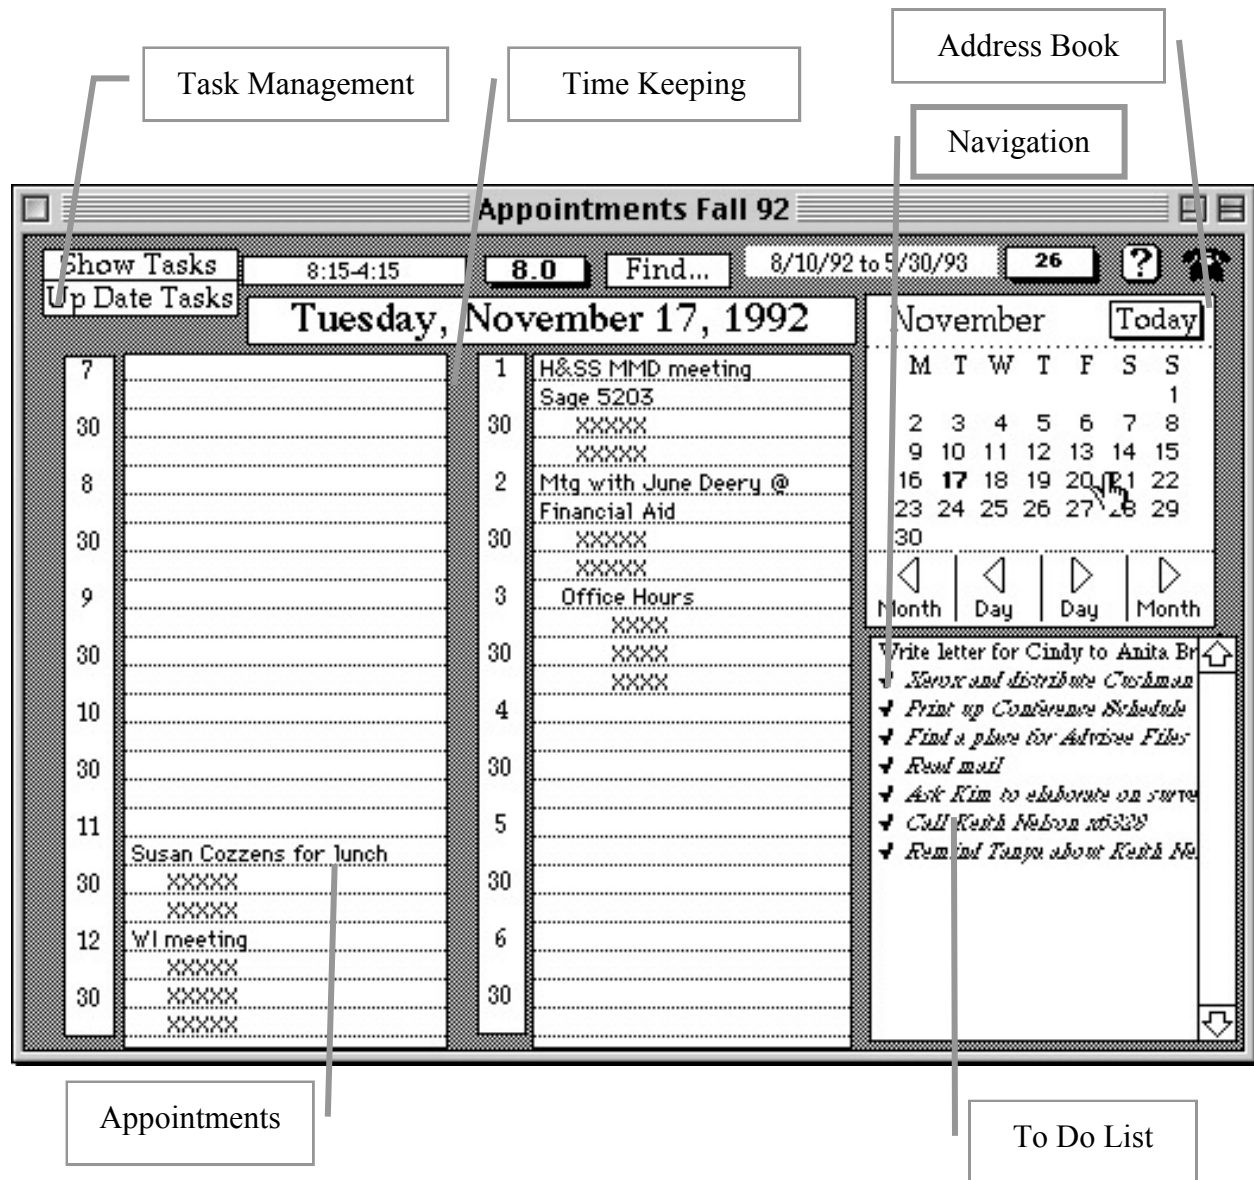 Address Book
Task Management
Time Keeping
Navigation
Appointments Fall 92
Show Tasks
8:15-4:15
8.0
Find...
8/10/92 to 5/30/93
26
?
Up Date Tasks
Tuesday, November 17, 1992
November
Today
M T W T F S S
1
2 3 4 5 6 7 8
9 10 11 12 13 14 15
16 17 18 19 20 21 22
23 24 25 26 27 28 29
30
Month
Day
Day
Month
7
30
8
30
9
30
10
30
11
Susan Cozzens for lunch
30 XXXXX
XXXXX
12 WI meeting
XXXXX
30 XXXXX
XXXXX
1 H&SS MMD meeting
Sage 5203
30 XXXXX
XXXXX
2 Mtg with June Deery @
Financial Aid
30 XXXXX
XXXXX
3 Office Hours
XXXX
30 XXXX
XXXX
4
30
5
30
6
30
Write letter for Cindy to Anita Br
Xerox and distribute Cushman
Print up Conference Schedule
Find a place for Advisee Files
Read mail
Ask Kim to elaborate on surve
Call Keith Nelson x6329
Remind Tanya about Keith Ne
Appointments
To Do List